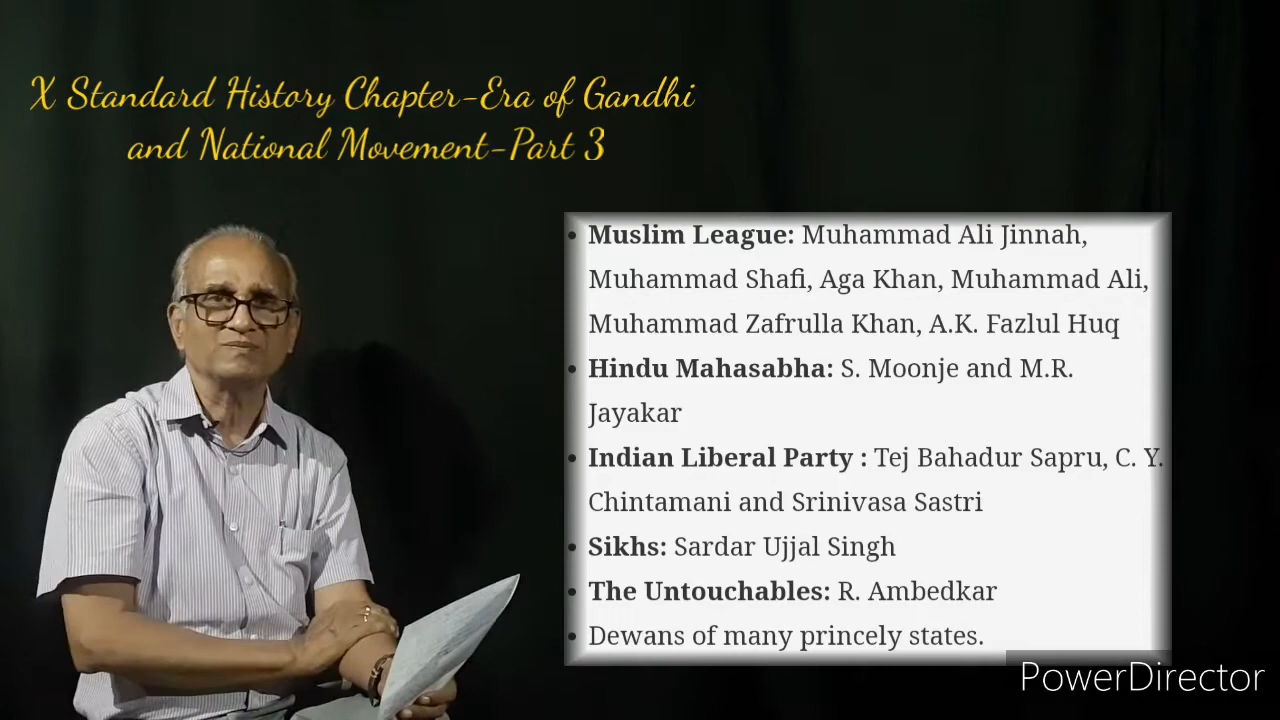 X Standard History Chapter-Era of Gandhi
and National Movement-Part 3
• Muslim League: Muhammad Ali Jinnah,
Muhammad Shafi, Aga Khan, Muhammad Ali,
Muhammad Zafrulla Khan, A.K. Fazlul Huq
• Hindu Mahasabha: S. Moonje and M.R.
Jayakar
• Indian Liberal Party : Tej Bahadur Sapru, C. Y.
Chintamani and Srinivasa Sastri
• Sikhs: Sardar Ujjal Singh
• The Untouchables: R. Ambedkar
• Dewans of many princely states.
PowerDirector